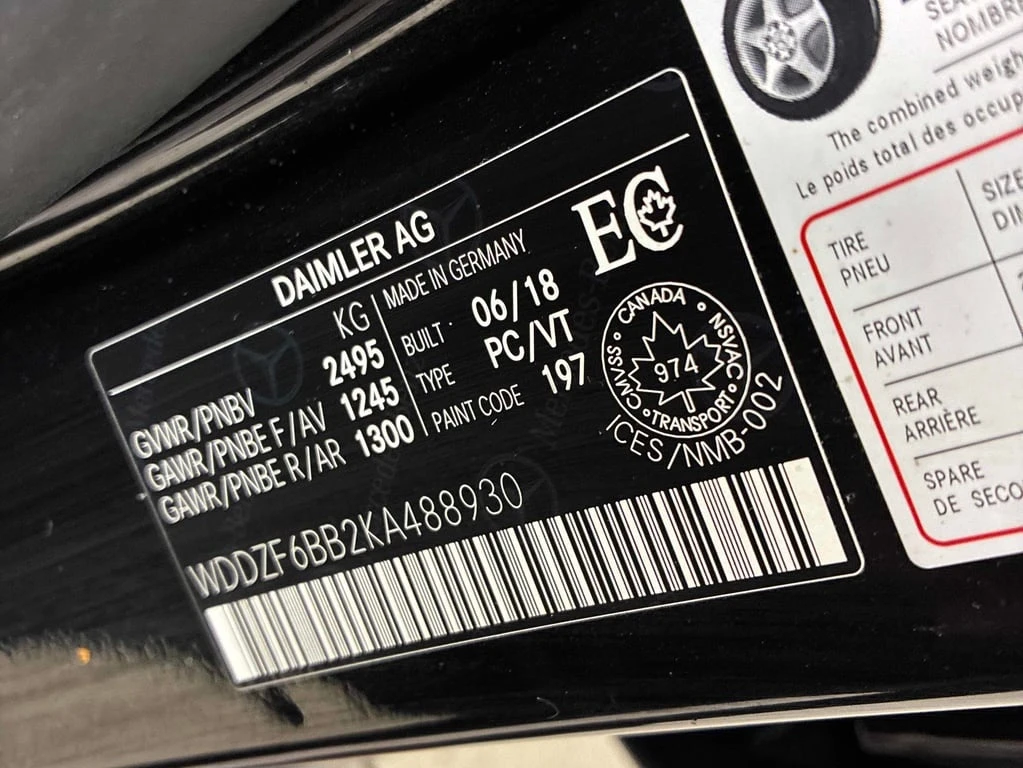 DAIMLER AG
KG
GVWR/PNBV 2495
GAWR/PNBE F/AV 1245
GAWR/PNBE R/AR 1300
MADE IN GERMANY
BUILT 06/18
TYPE PC/VT
PAINT CODE 197
EC
CANADA
NSVAC
TRANSPORT
CMVSS
974
ICES/NMB-002
WDDZF6BB2KA488930
NOMBRE
The combined weigh
Le poids total des occup
TIRE
PNEU
SIZE
FRONT
AVANT
REAR
ARRIÈRE
SPARE
DE SECO